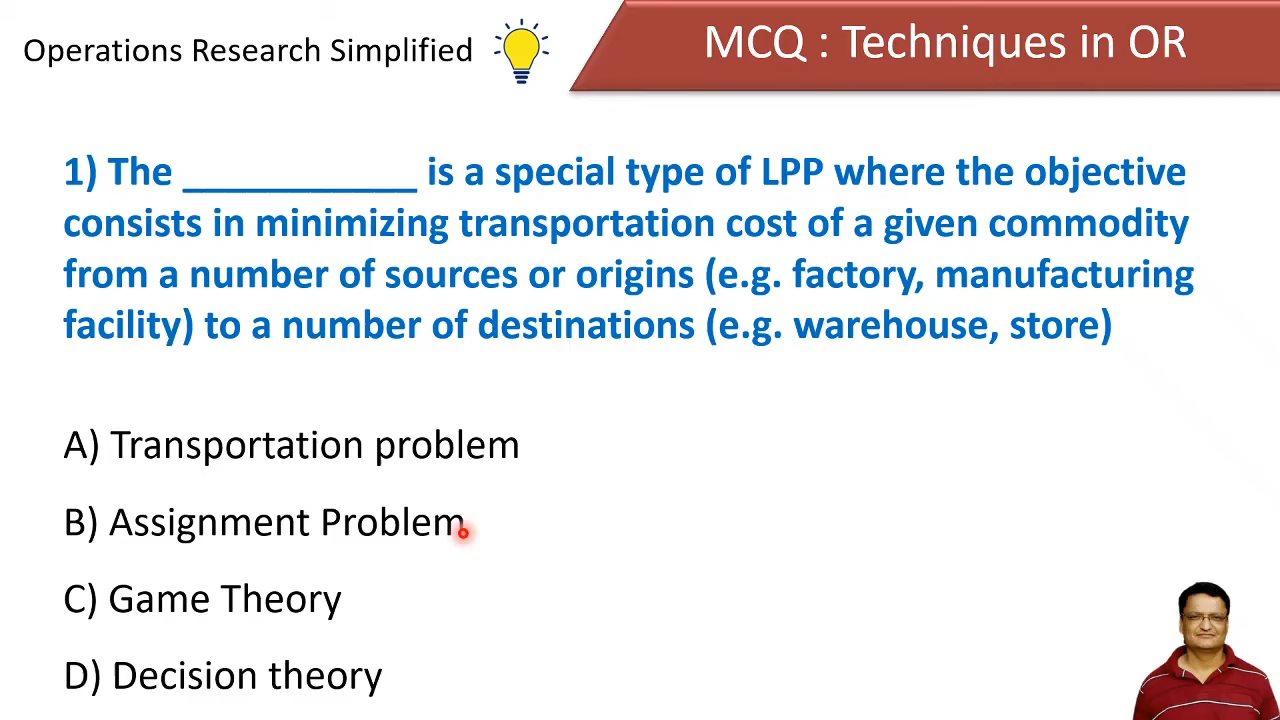 Operations Research Simplified
MCQ : Techniques in OR
1) The ___________ is a special type of LPP where the objective
consists in minimizing transportation cost of a given commodity
from a number of sources or origins (e.g. factory, manufacturing
facility) to a number of destinations (e.g. warehouse, store)
A) Transportation problem
B) Assignment Problem
C) Game Theory
D) Decision theory